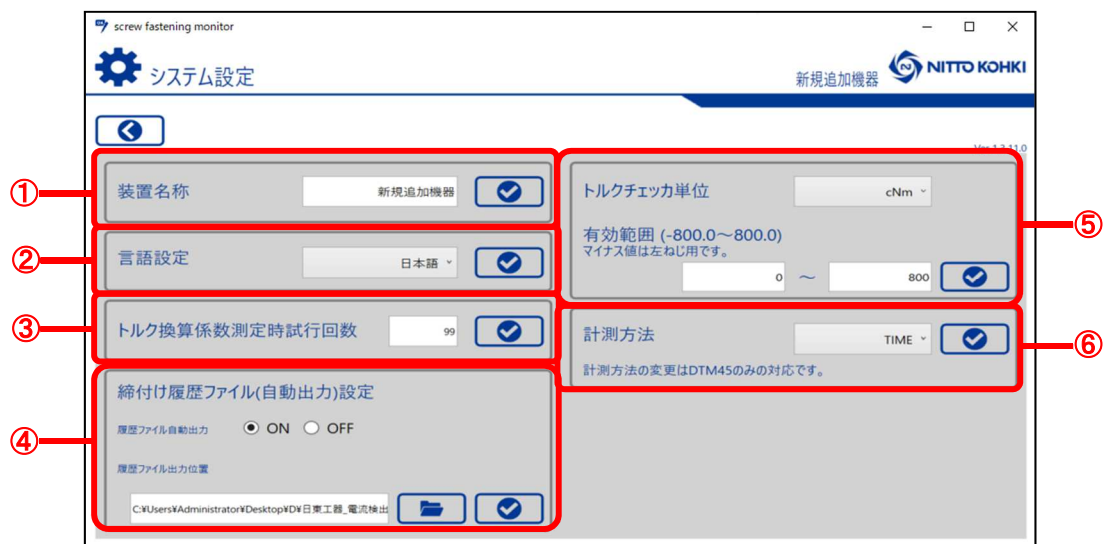 screw fastening monitor
システム設定
新規追加機器
NITTO KOHKI
Ver 1.3.11.0
①
装置名称
新規追加機器
②
言語設定
日本語
③
トルク換算係数測定時試行回数
99
④
締付け履歴ファイル(自動出力)設定
履歴ファイル自動出力
ON
OFF
履歴ファイル出力位置
C:¥Users¥Administrator¥Desktop¥D¥日東工器_電流検出
トルクチェッカ単位
cNm
⑤
有効範囲 (-800.0～800.0)
マイナス値は左ねじ用です。
0 ～ 800
計測方法
TIME
⑥
計測方法の変更はDTM45のみの対応です。